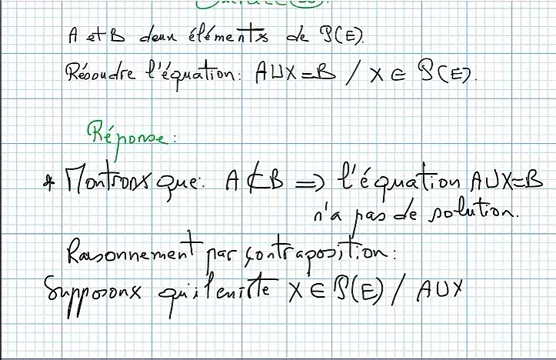 A et B deux éléments de P(E).
Résoudre l'équation: A∪X=B / X ∈ P(E).
Réponse:
* Montrons que: A⊄B ⇒ l'équation A∪X=B
n'a pas de solution.
Raisonnement par contraposition:
Supposons qu'il existe X ∈ P(E) / A∪X